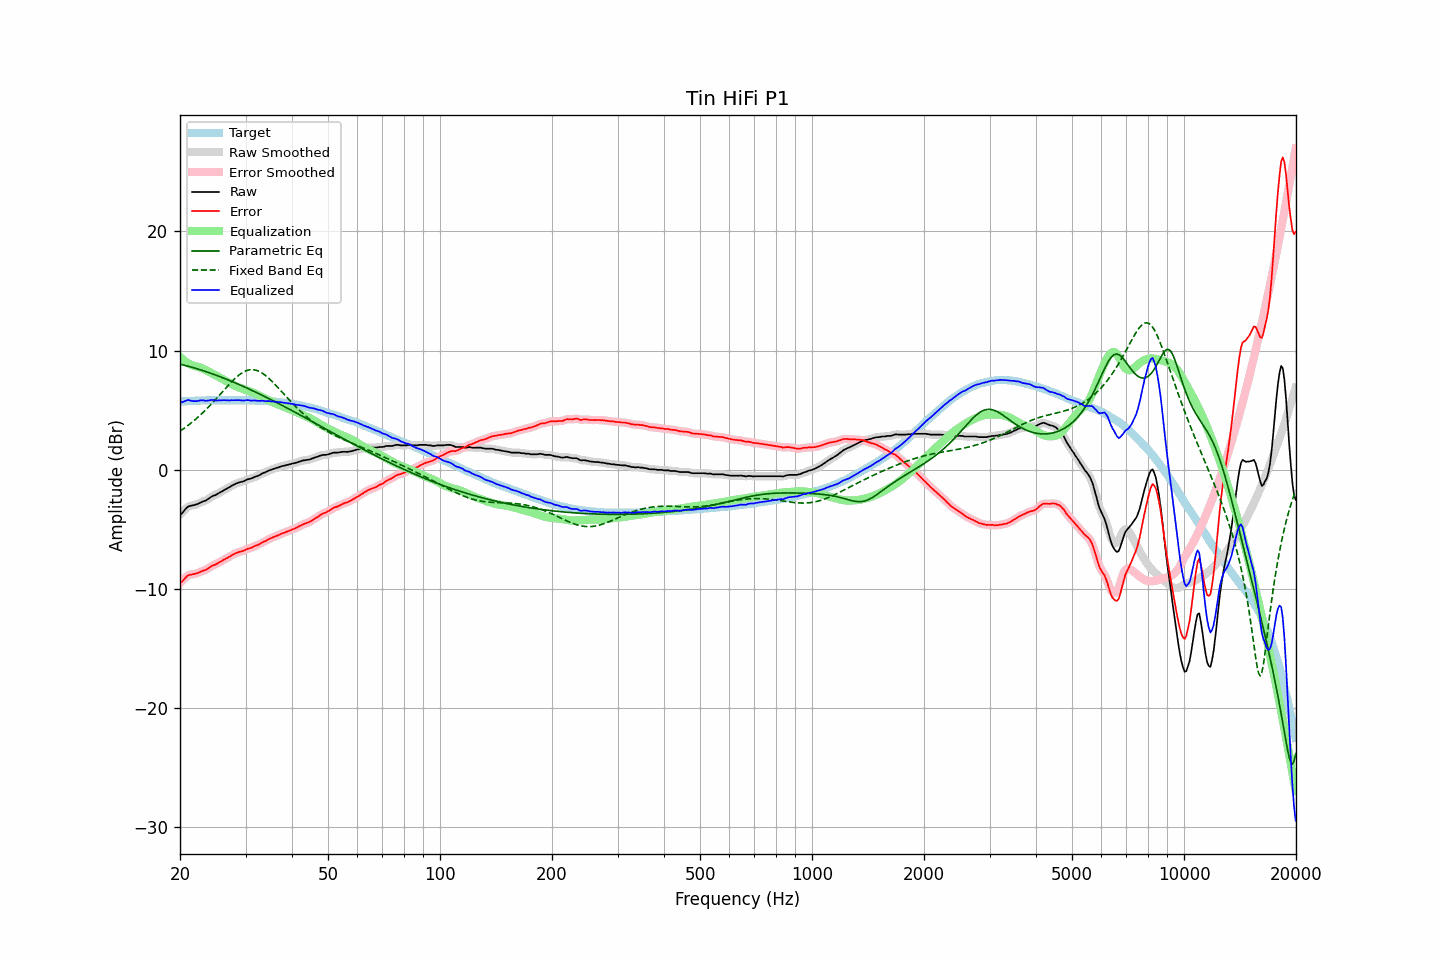 Tin HiFi P1
Target
Raw Smoothed
Error Smoothed
Raw
Error
Equalization
Parametric Eq
Fixed Band Eq
Equalized
20
10
0
−10
−20
−30
Amplitude (dBr)
20 50 100 200 500 1000 2000 5000 10000 20000
Frequency (Hz)